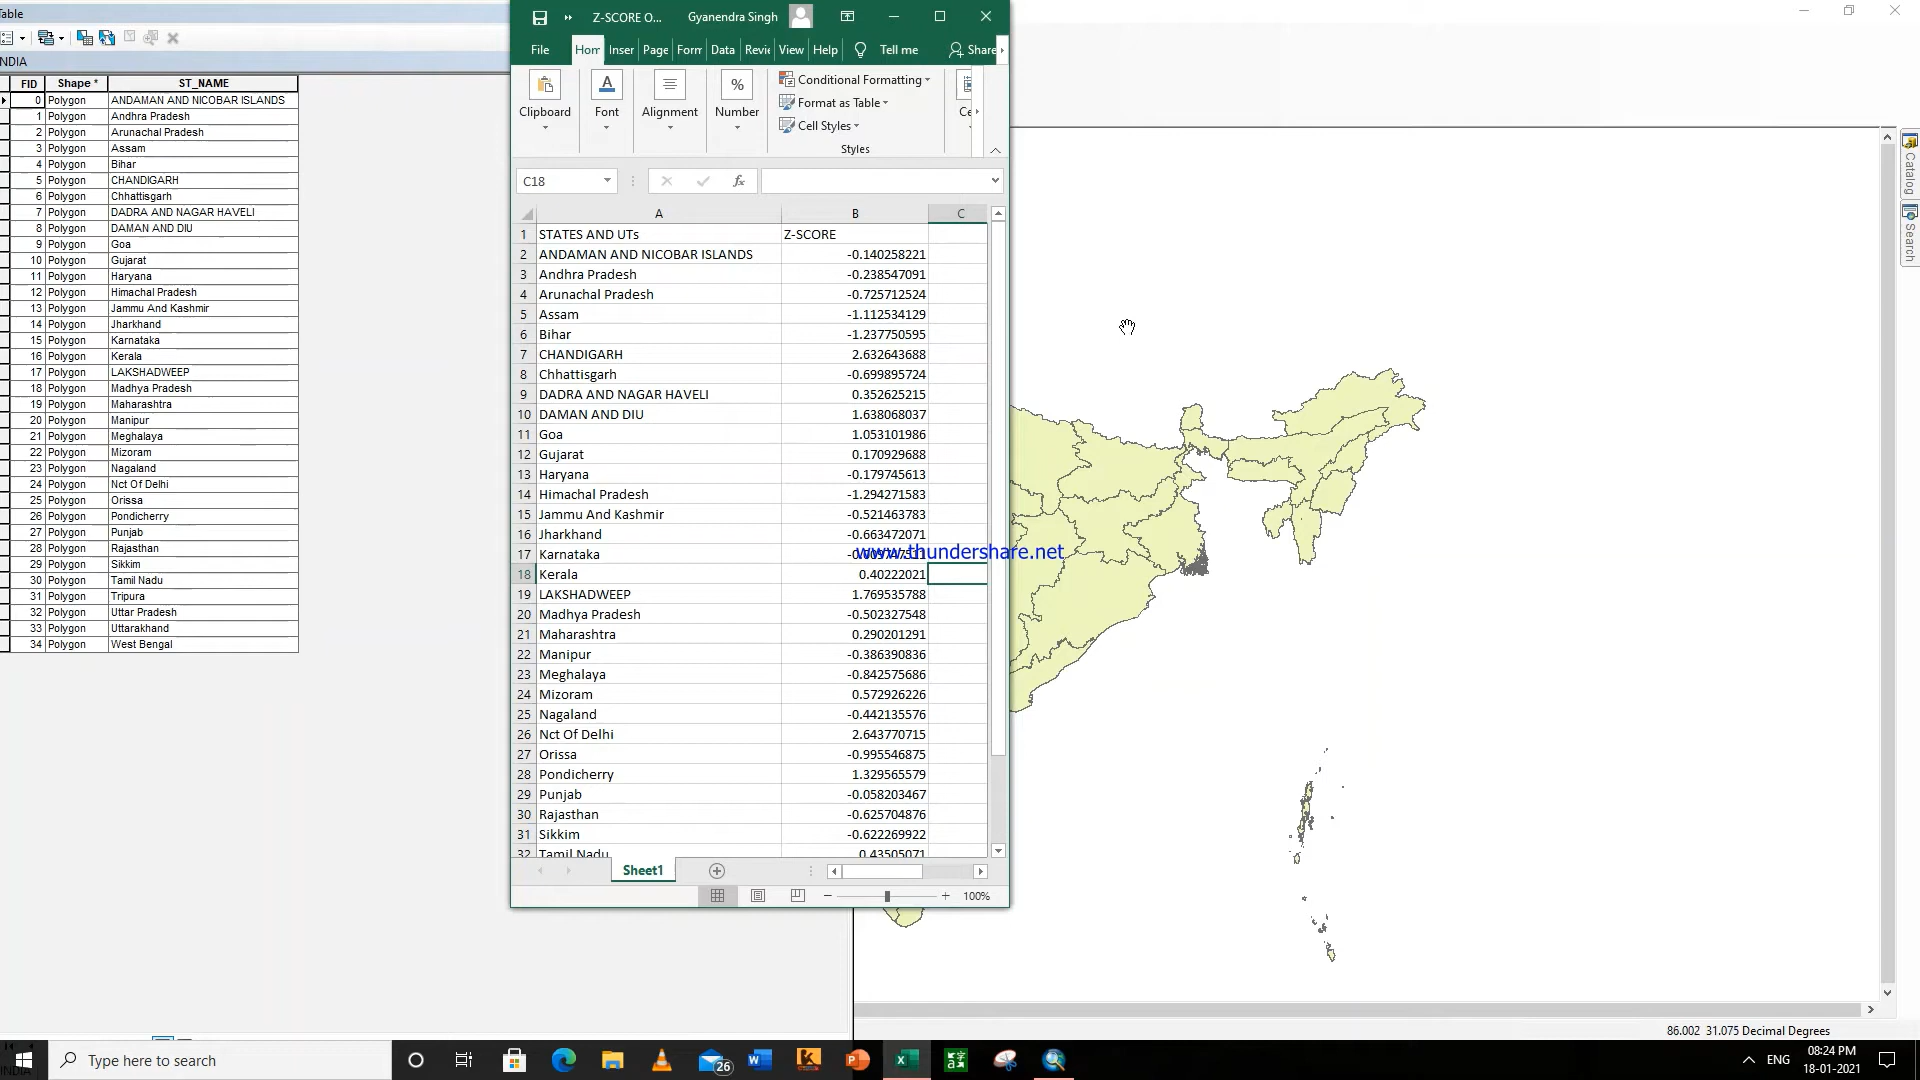 Table
INDIA
FID Shape * ST_NAME
0 Polygon ANDAMAN AND NICOBAR ISLANDS
1 Polygon Andhra Pradesh
2 Polygon Arunachal Pradesh
3 Polygon Assam
4 Polygon Bihar
5 Polygon CHANDIGARH
6 Polygon Chhattisgarh
7 Polygon DADRA AND NAGAR HAVELI
8 Polygon DAMAN AND DIU
9 Polygon Goa
10 Polygon Gujarat
11 Polygon Haryana
12 Polygon Himachal Pradesh
13 Polygon Jammu And Kashmir
14 Polygon Jharkhand
15 Polygon Karnataka
16 Polygon Kerala
17 Polygon LAKSHADWEEP
18 Polygon Madhya Pradesh
19 Polygon Maharashtra
20 Polygon Manipur
21 Polygon Meghalaya
22 Polygon Mizoram
23 Polygon Nagaland
24 Polygon Nct Of Delhi
25 Polygon Orissa
26 Polygon Pondicherry
27 Polygon Punjab
28 Polygon Rajasthan
29 Polygon Sikkim
30 Polygon Tamil Nadu
31 Polygon Tripura
32 Polygon Uttar Pradesh
33 Polygon Uttarakhand
34 Polygon West Bengal
Z-SCORE O... Gyanendra Singh
File Hom Inser Page Form Data Revie View Help Tell me Share
Clipboard Font Alignment Number
Conditional Formatting
Format as Table
Cell Styles
Styles
Ce
C18 fx
A B C
1 STATES AND UTs Z-SCORE
2 ANDAMAN AND NICOBAR ISLANDS -0.140258221
3 Andhra Pradesh -0.238547091
4 Arunachal Pradesh -0.725712524
5 Assam -1.112534129
6 Bihar -1.237750595
7 CHANDIGARH 2.632643688
8 Chhattisgarh -0.699895724
9 DADRA AND NAGAR HAVELI 0.352625215
10 DAMAN AND DIU 1.638068037
11 Goa 1.053101986
12 Gujarat 0.170929688
13 Haryana -0.179745613
14 Himachal Pradesh -1.294271583
15 Jammu And Kashmir -0.521463783
16 Jharkhand -0.663472071
17 Karnataka
www.thundershare.net
18 Kerala 0.40222021
19 LAKSHADWEEP 1.769535788
20 Madhya Pradesh -0.502327548
21 Maharashtra 0.290201291
22 Manipur -0.386390836
23 Meghalaya -0.842575686
24 Mizoram 0.572926226
25 Nagaland -0.442135576
26 Nct Of Delhi 2.643770715
27 Orissa -0.995546875
28 Pondicherry 1.329565579
29 Punjab -0.058203467
30 Rajasthan -0.625704876
31 Sikkim -0.622269922
32 Tamil Nadu 0.43505071
Sheet1
100%
Catalog
Search
86.002 31.075 Decimal Degrees
Type here to search
26
ENG
08:24 PM
18-01-2021